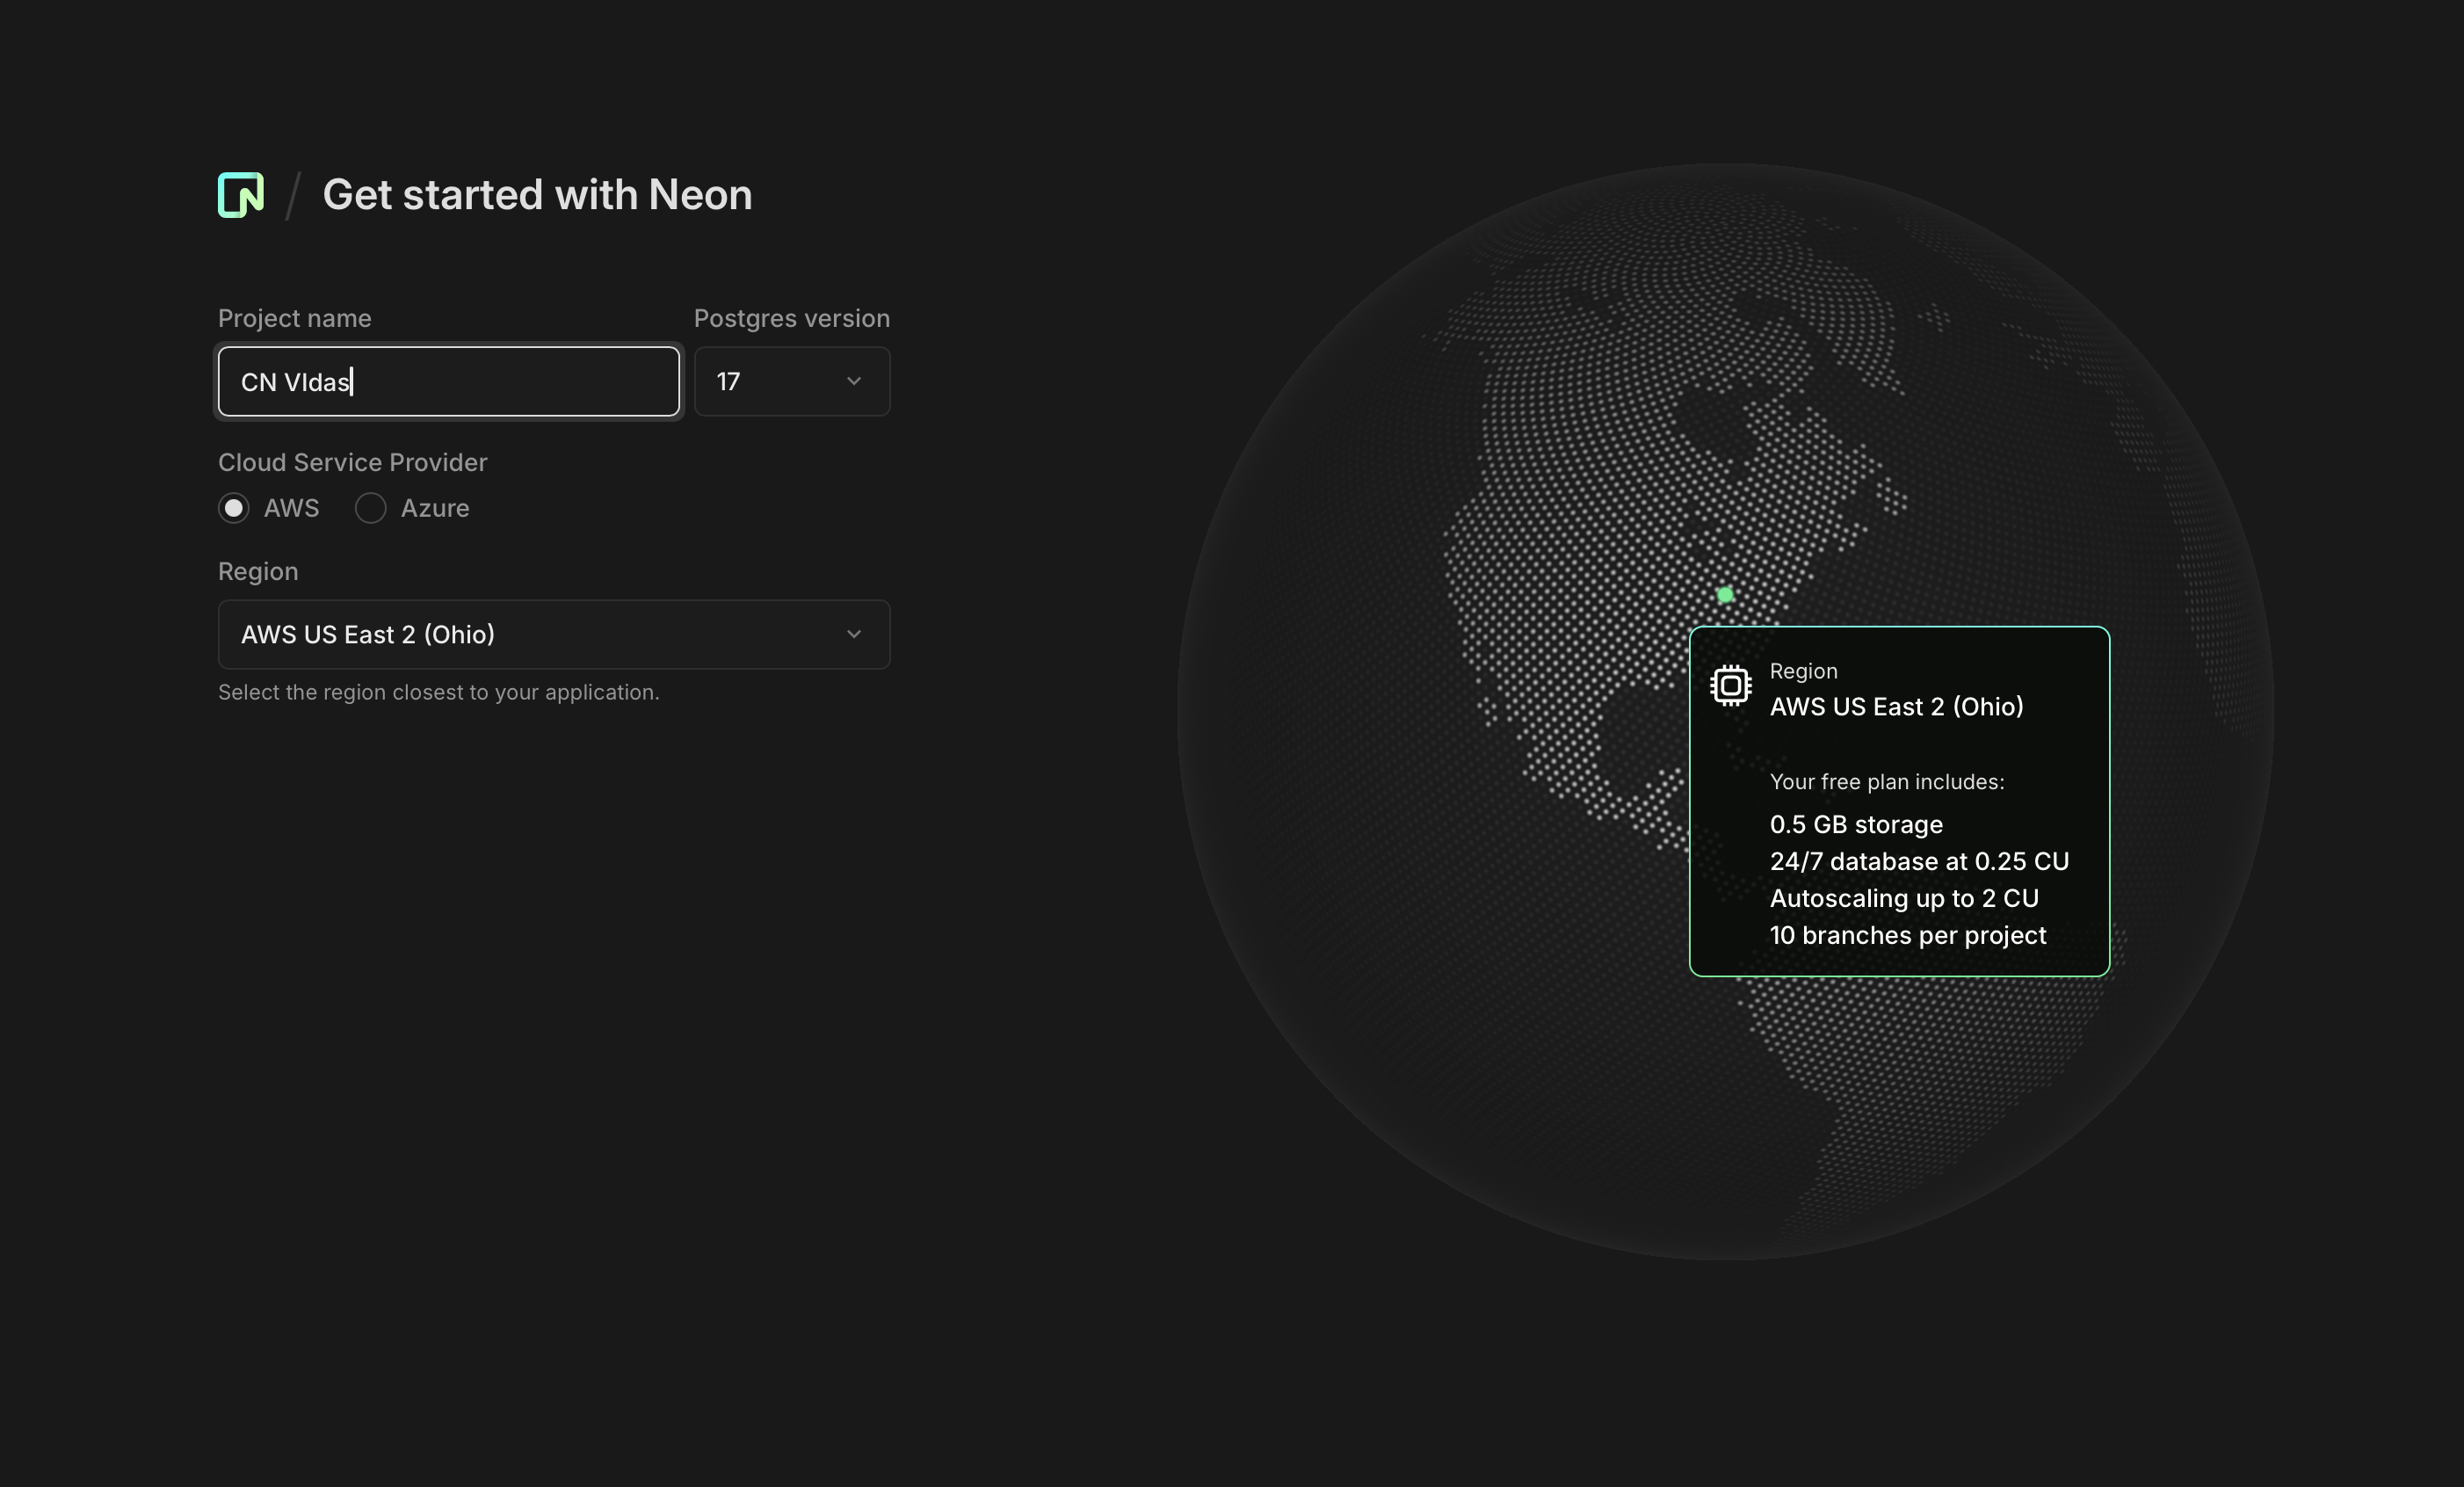 Get started with Neon
Project name
Postgres version
CN VIdas
17
Cloud Service Provider
AWS
Azure
Region
AWS US East 2 (Ohio)
Select the region closest to your application.
Region
AWS US East 2 (Ohio)
Your free plan includes:
0.5 GB storage
24/7 database at 0.25 CU
Autoscaling up to 2 CU
10 branches per project